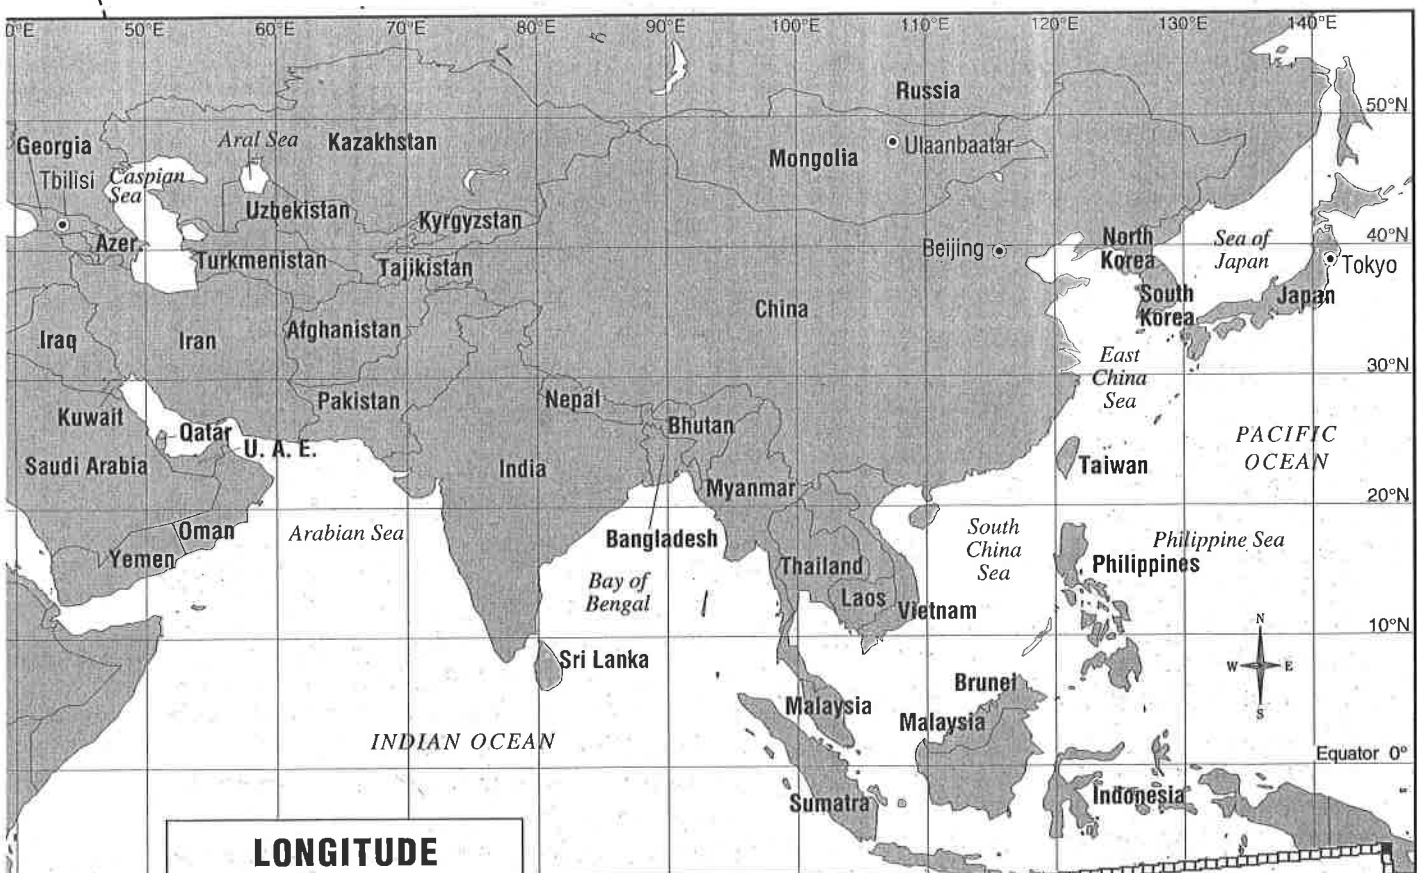 0°E 50°E 60°E 70°E 80°E 90°E 100°E 110°E 120°E 130°E 140°E
Russia
50°N
Georgia
Aral Sea
Kazakhstan
Ulaanbaatar
Mongolia
Tbilisi
Caspian
Sea
Uzbekistan
Kyrgyzstan
Azer.
Turkmenistan
Tajikistan
Beijing
North
Korea
Sea of
Japan
40°N
Tokyo
South
Korea
Japan
China
Iraq
Iran
Afghanistan
East
China
Sea
30°N
Kuwait
Pakistan
Nepal
Bhutan
Qatar
U. A. E.
Saudi Arabia
India
Myanmar
Taiwan
PACIFIC
OCEAN
20°N
Oman
Arabian Sea
Yemen
Bangladesh
South
China
Sea
Philippine Sea
Thailand
Philippines
Bay of
Bengal
Laos
Vietnam
10°N
N
W E
S
Sri Lanka
Brunei
Malaysia
Malaysia
INDIAN OCEAN
Equator 0°
Sumatra
Indonesia
LONGITUDE